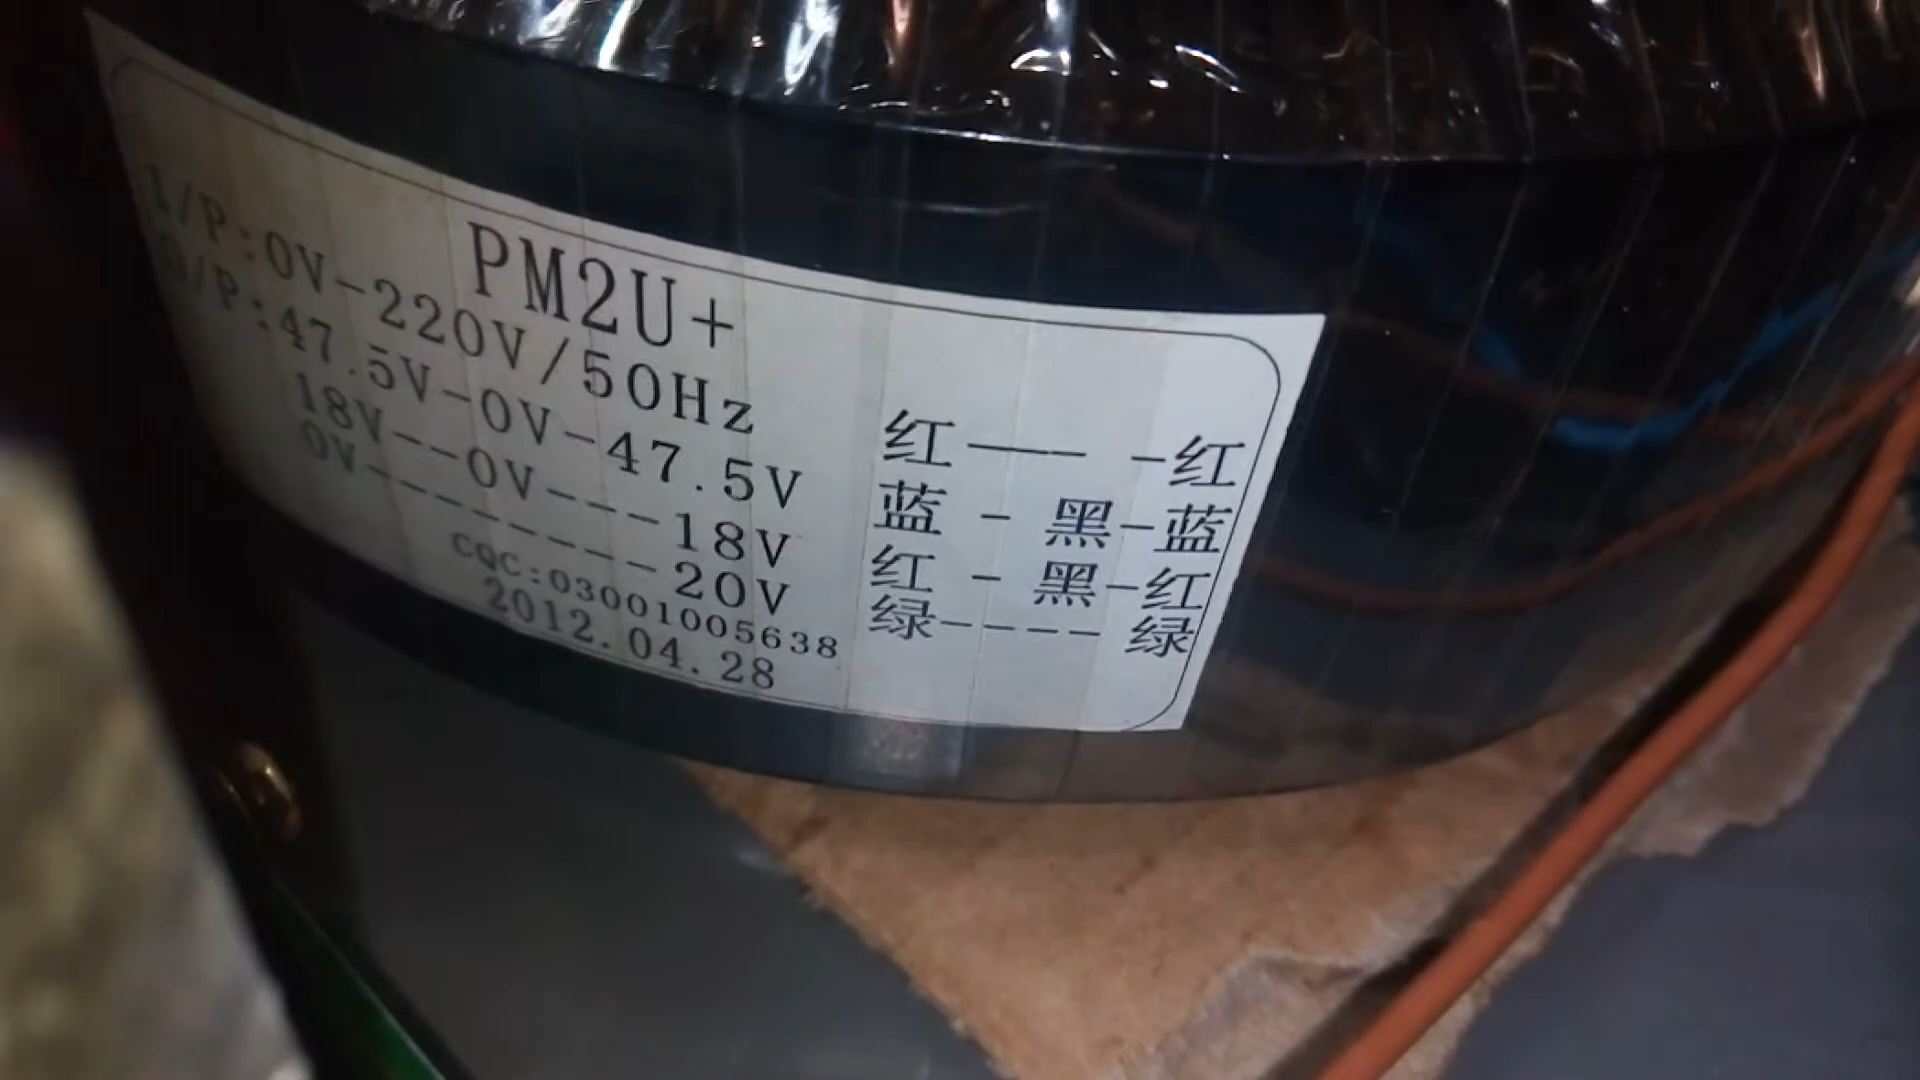 PM2U+
I/P:0V-220V/50Hz 红--- -红
O/P:47.5V-0V-47.5V 蓝 - 黑-蓝
18V--0V---18V 红 - 黑-红
0V--------20V 绿---- 绿
CQC:03001005638
2012.04.28